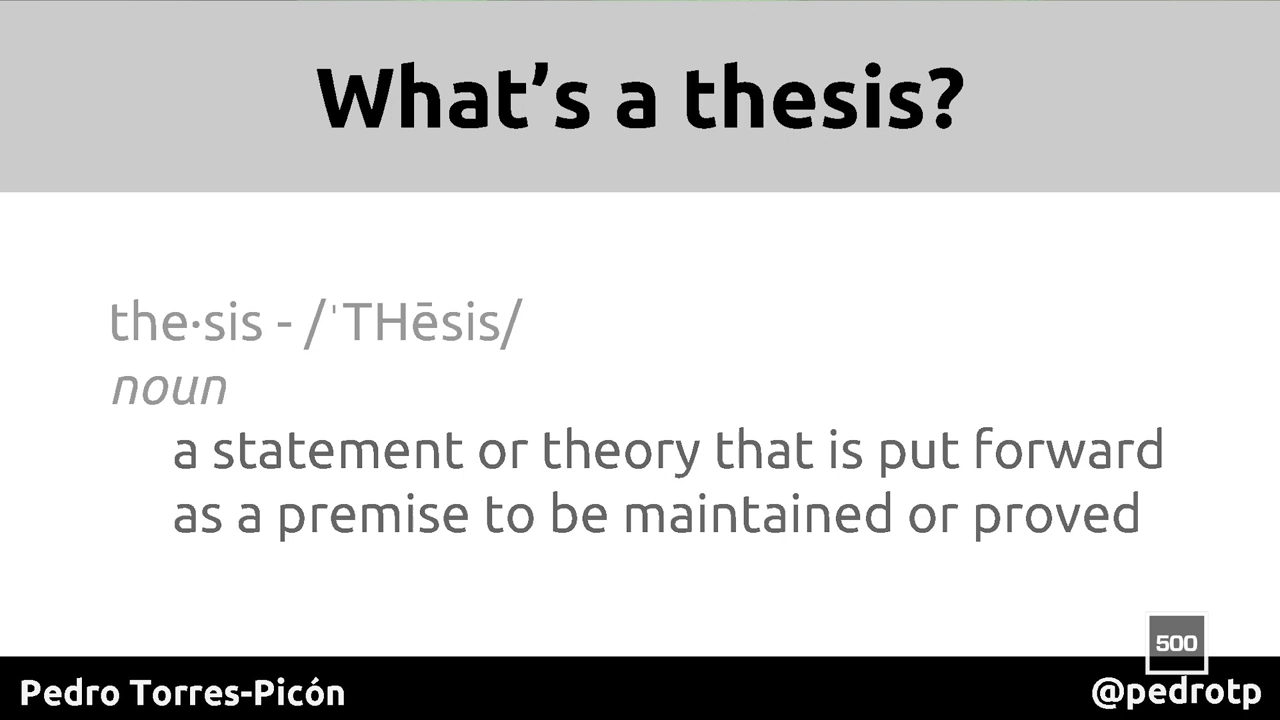 What’s a thesis?
the·sis - /ˈTHēsis/
noun
a statement or theory that is put forward
as a premise to be maintained or proved
500
Pedro Torres-Picón
@pedrotp